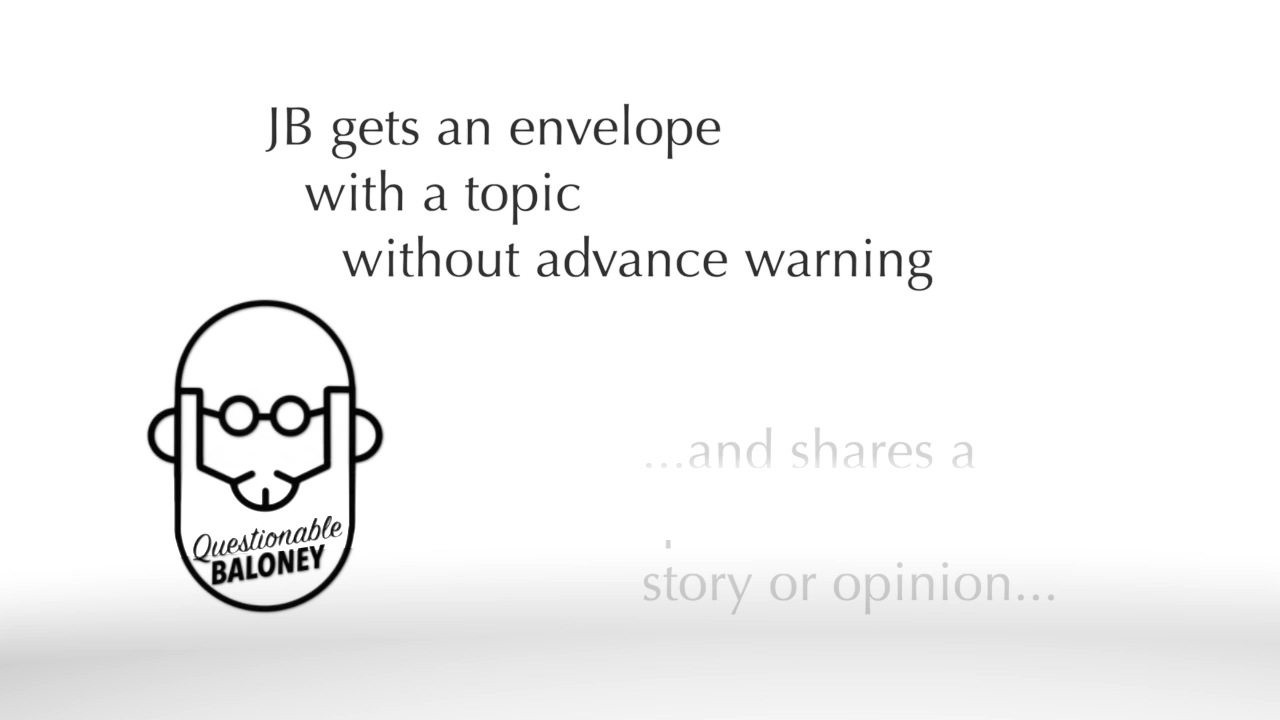 JB gets an envelope
with a topic
without advance warning
...and shares a
story or opinion...
Questionable
BALONEY